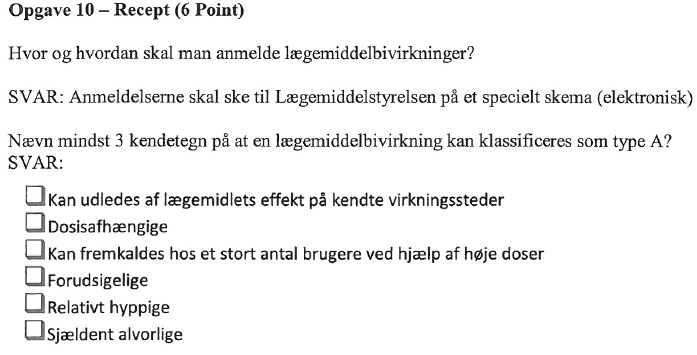 Opgave 10 – Recept (6 Point)
Hvor og hvordan skal man anmelde lægemiddelbivirkninger?
SVAR: Anmeldelserne skal ske til Lægemiddelstyrelsen på et specielt skema (elektronisk)
Nævn mindst 3 kendetegn på at en lægemiddelbivirkning kan klassificeres som type A?
SVAR:
Kan udledes af lægemidlets effekt på kendte virkningssteder
Dosisafhængige
Kan fremkaldes hos et stort antal brugere ved hjælp af høje doser
Forudsigelige
Relativt hyppige
Sjældent alvorlige